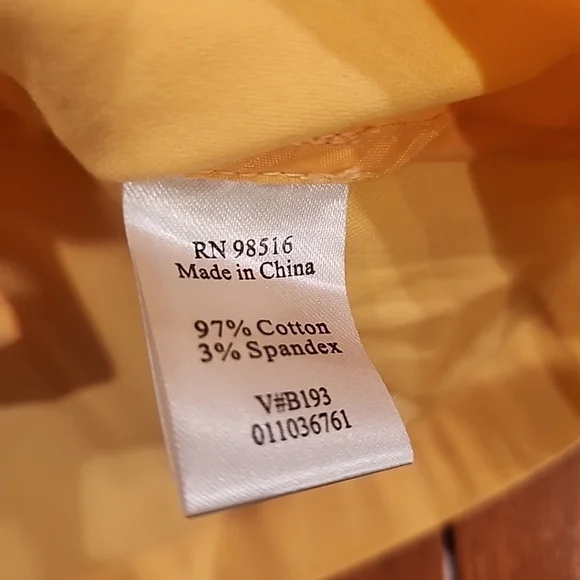 RN 98516
Made in China
97% Cotton
3% Spandex
V#B193
011036761